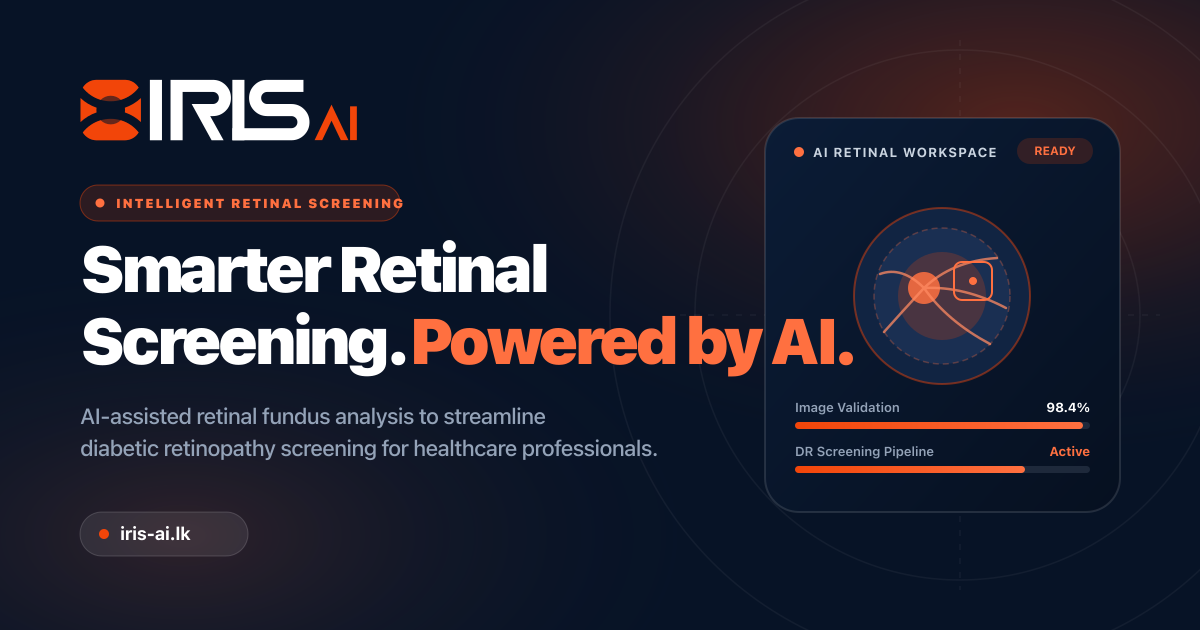 IRIS AI
INTELLIGENT RETINAL SCREENING
Smarter Retinal
Screening. Powered by AI.
AI-assisted retinal fundus analysis to streamline
diabetic retinopathy screening for healthcare professionals.
iris-ai.lk
AI RETINAL WORKSPACE READY
Image Validation 98.4%
DR Screening Pipeline Active